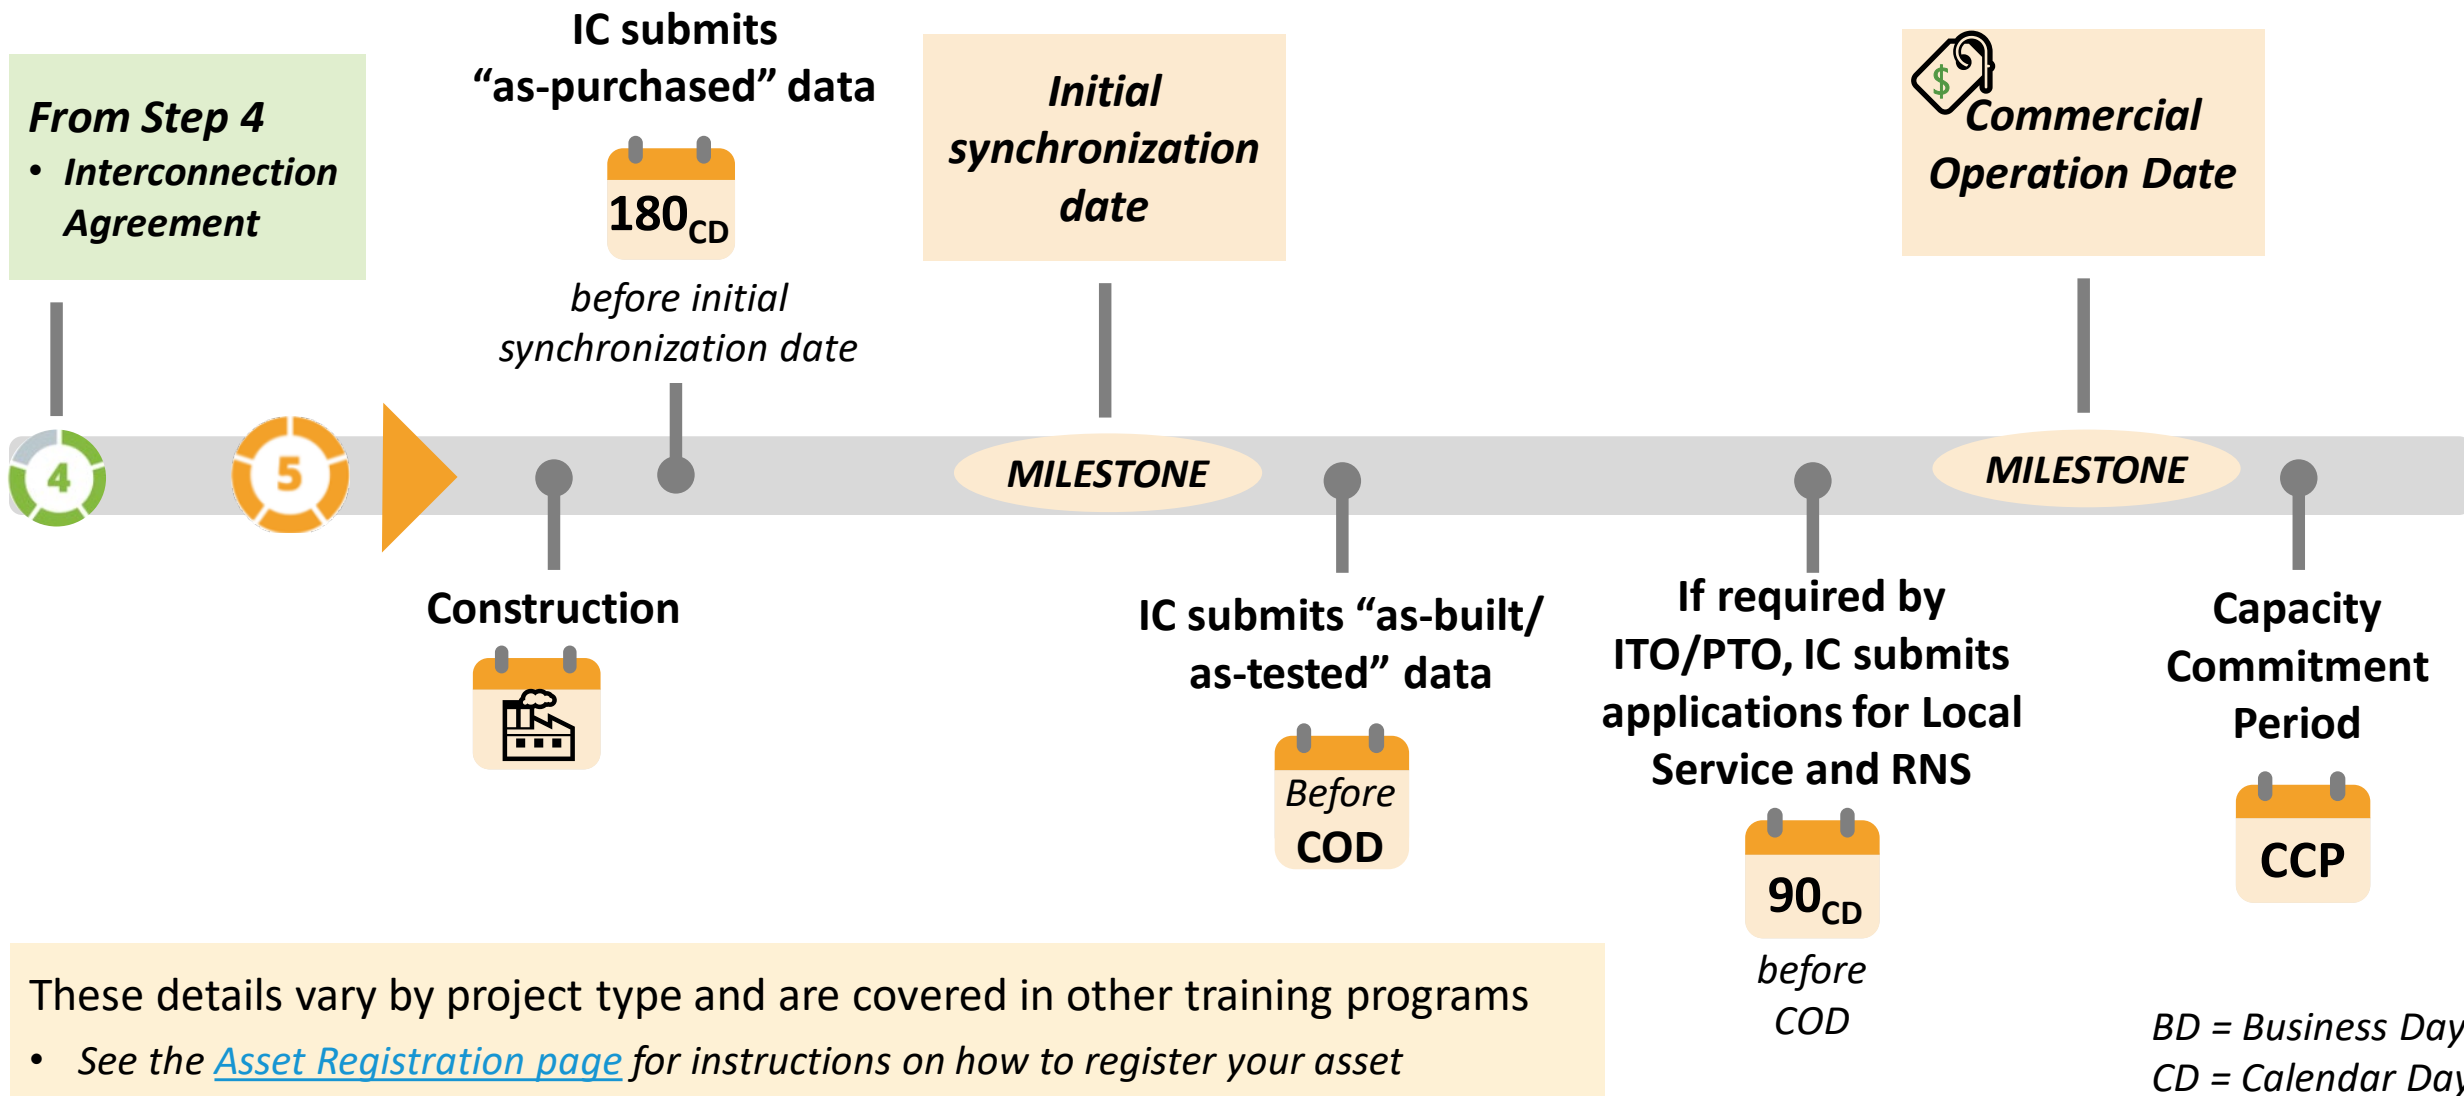 From Step 4
• Interconnection
Agreement
IC submits
“as-purchased” data
180CD
before initial
synchronization date
Initial
synchronization
date
$
Commercial
Operation Date
4
5
MILESTONE
MILESTONE
Construction
IC submits “as-built/
as-tested” data
Before
COD
If required by
ITO/PTO, IC submits
applications for Local
Service and RNS
90CD
before
COD
Capacity
Commitment
Period
CCP
These details vary by project type and are covered in other training programs
• See the Asset Registration page for instructions on how to register your asset
BD = Business Day
CD = Calendar Day